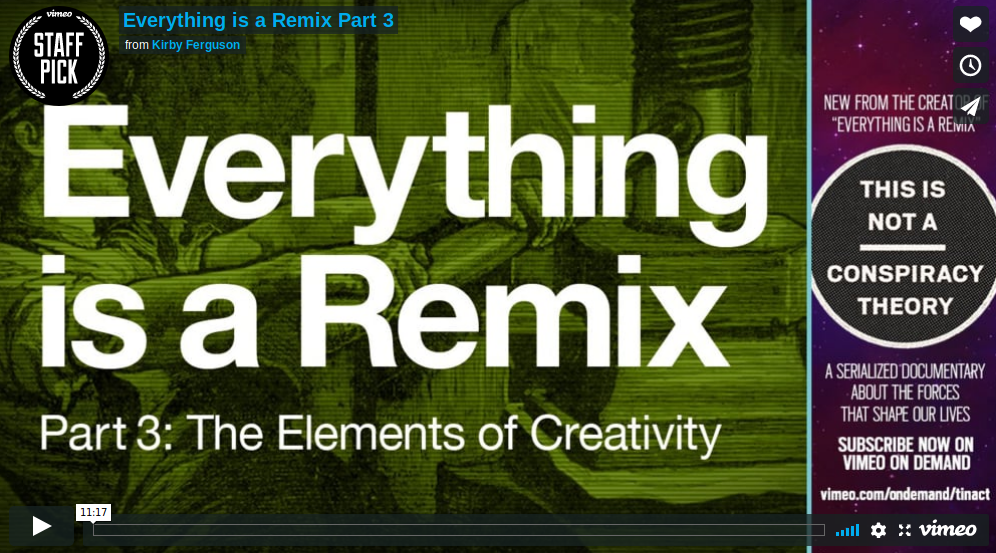 vimeo
STAFF
PICK
Everything is a Remix Part 3
from Kirby Ferguson
Everything
is a Remix
Part 3: The Elements of Creativity
NEW FROM THE CREATOR OF
"EVERYTHING IS A REMIX"
THIS IS
NOT A
CONSPIRACY
THEORY
A SERIALIZED DOCUMENTARY
ABOUT THE FORCES
THAT SHAPE OUR LIVES
SUBSCRIBE NOW ON
VIMEO ON DEMAND
vimeo.com/ondemand/tinact
11:17
vimeo